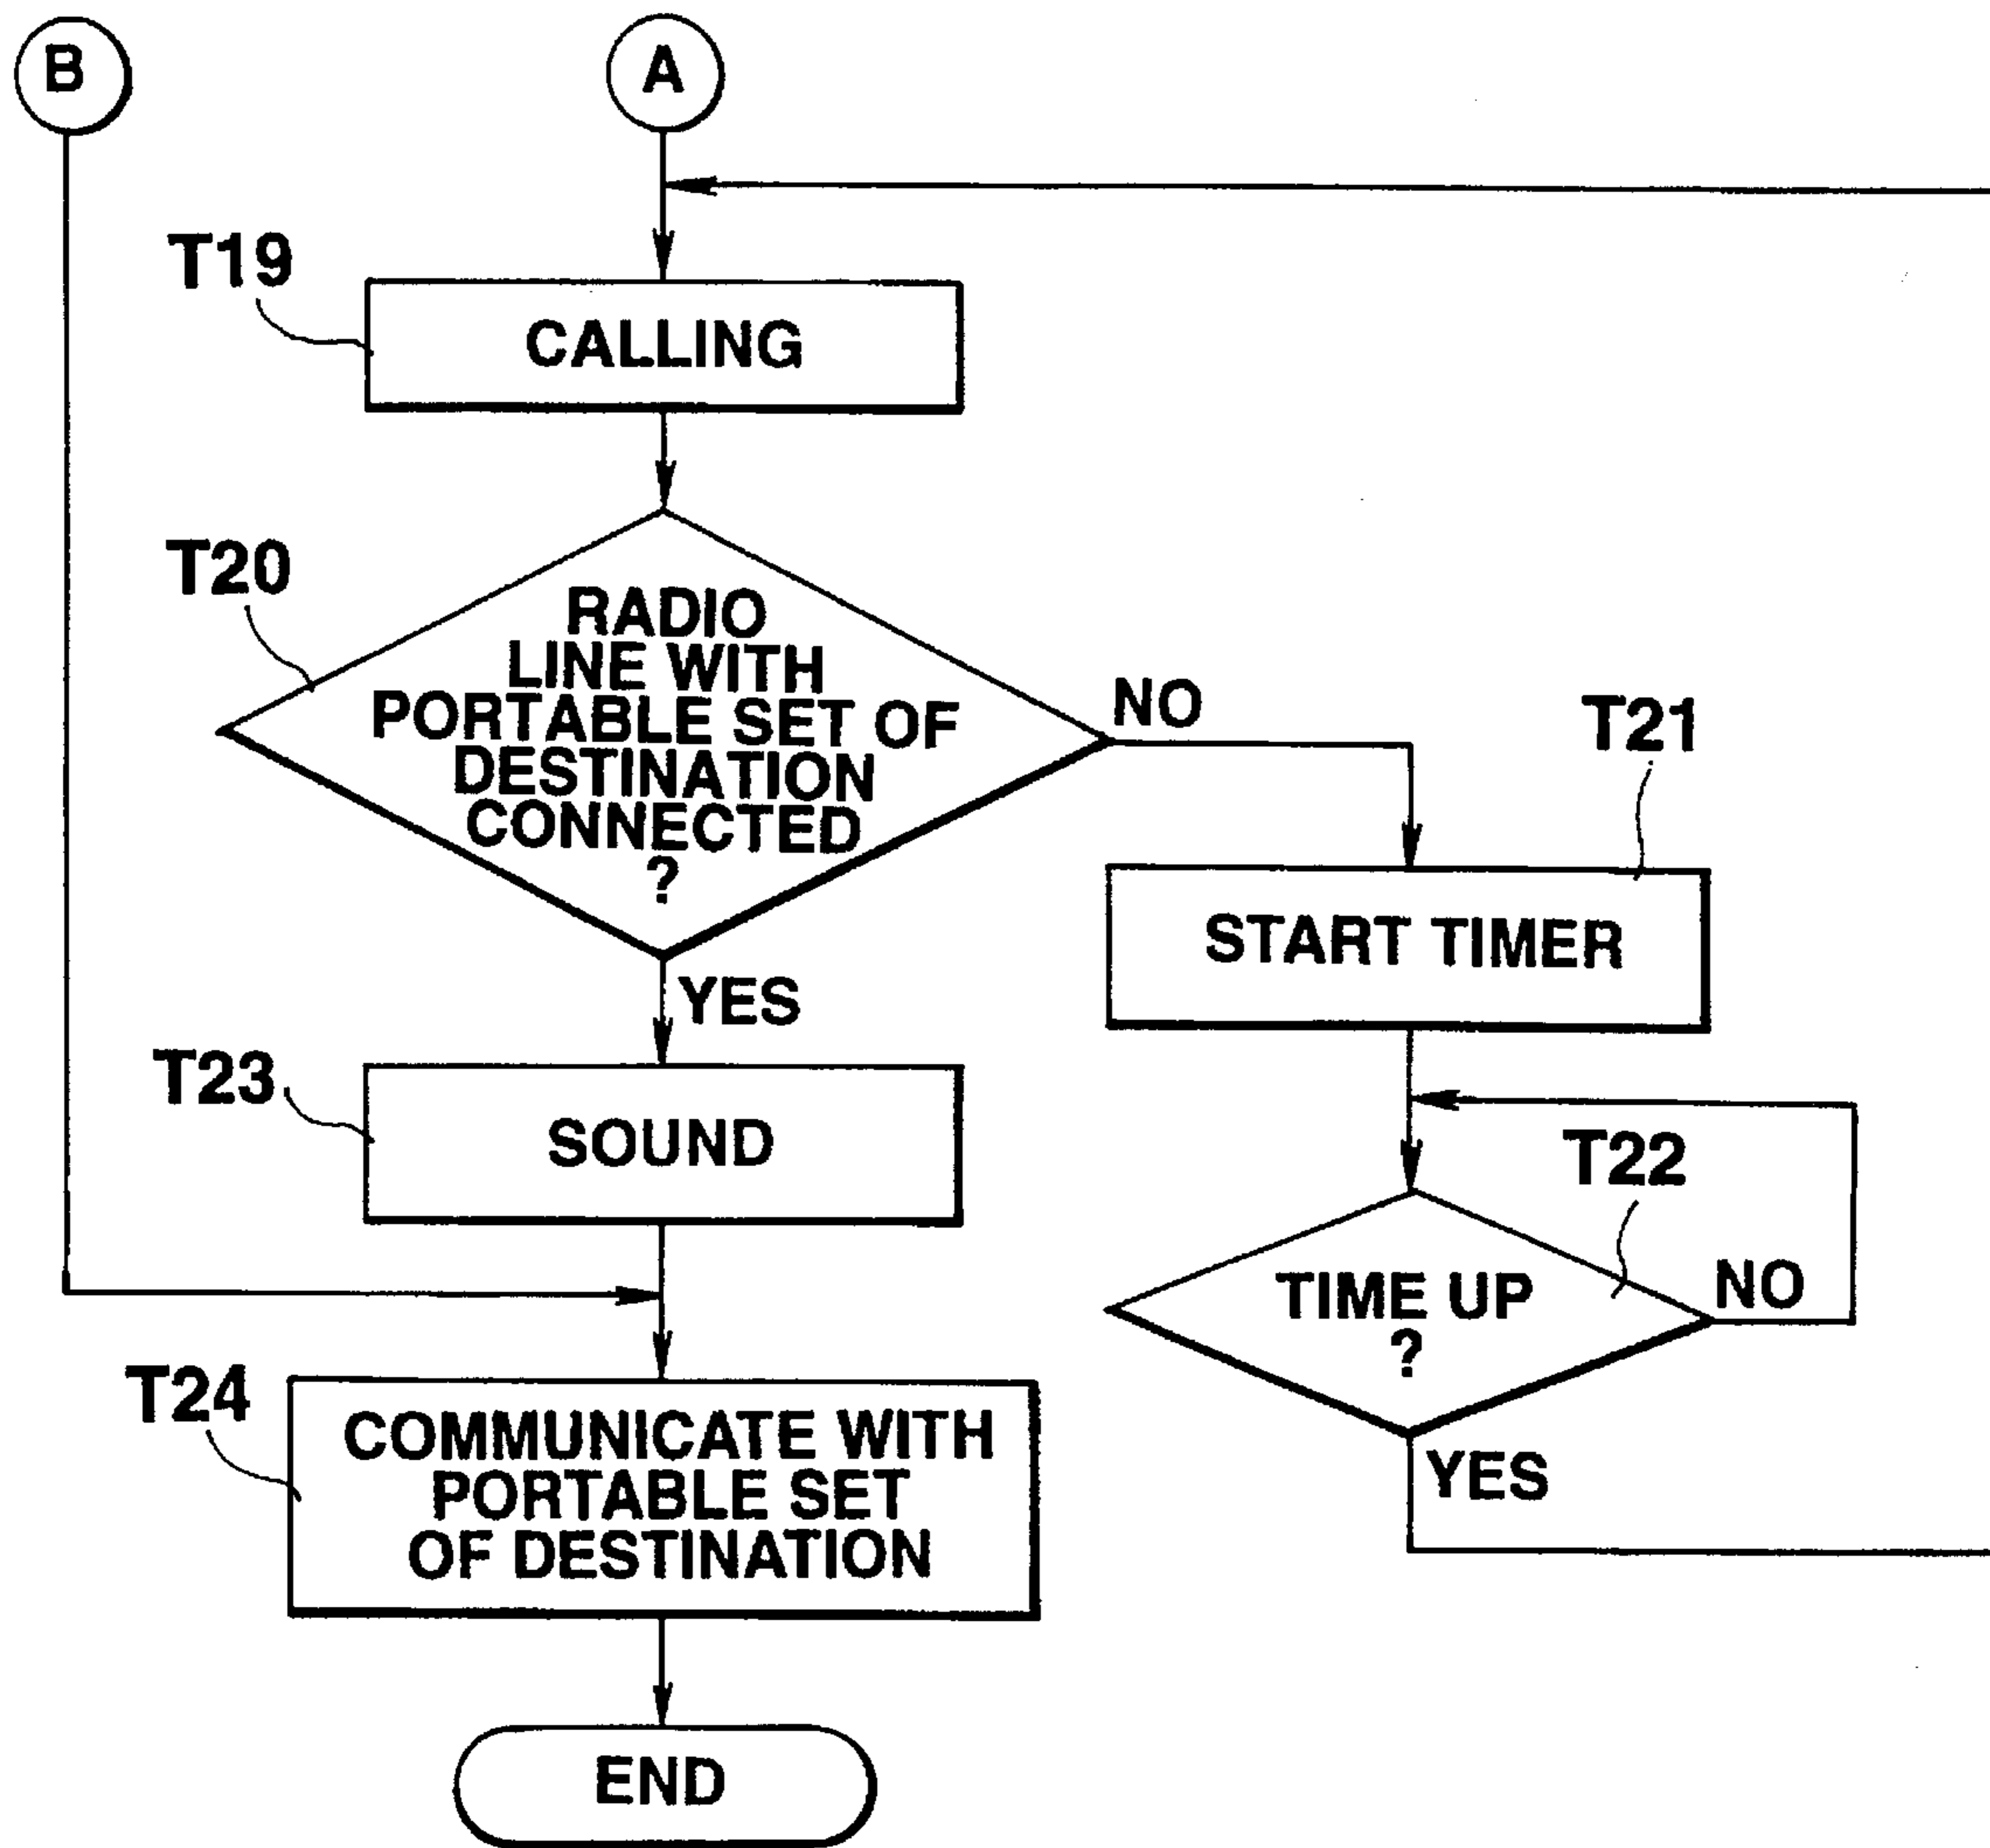 B
A
T19
CALLING
T20
RADIO
LINE WITH
PORTABLE SET OF
DESTINATION
CONNECTED
?
NO
T21
START TIMER
YES
T23
SOUND
T22
TIME UP
?
NO
YES
T24
COMMUNICATE WITH
PORTABLE SET
OF DESTINATION
END